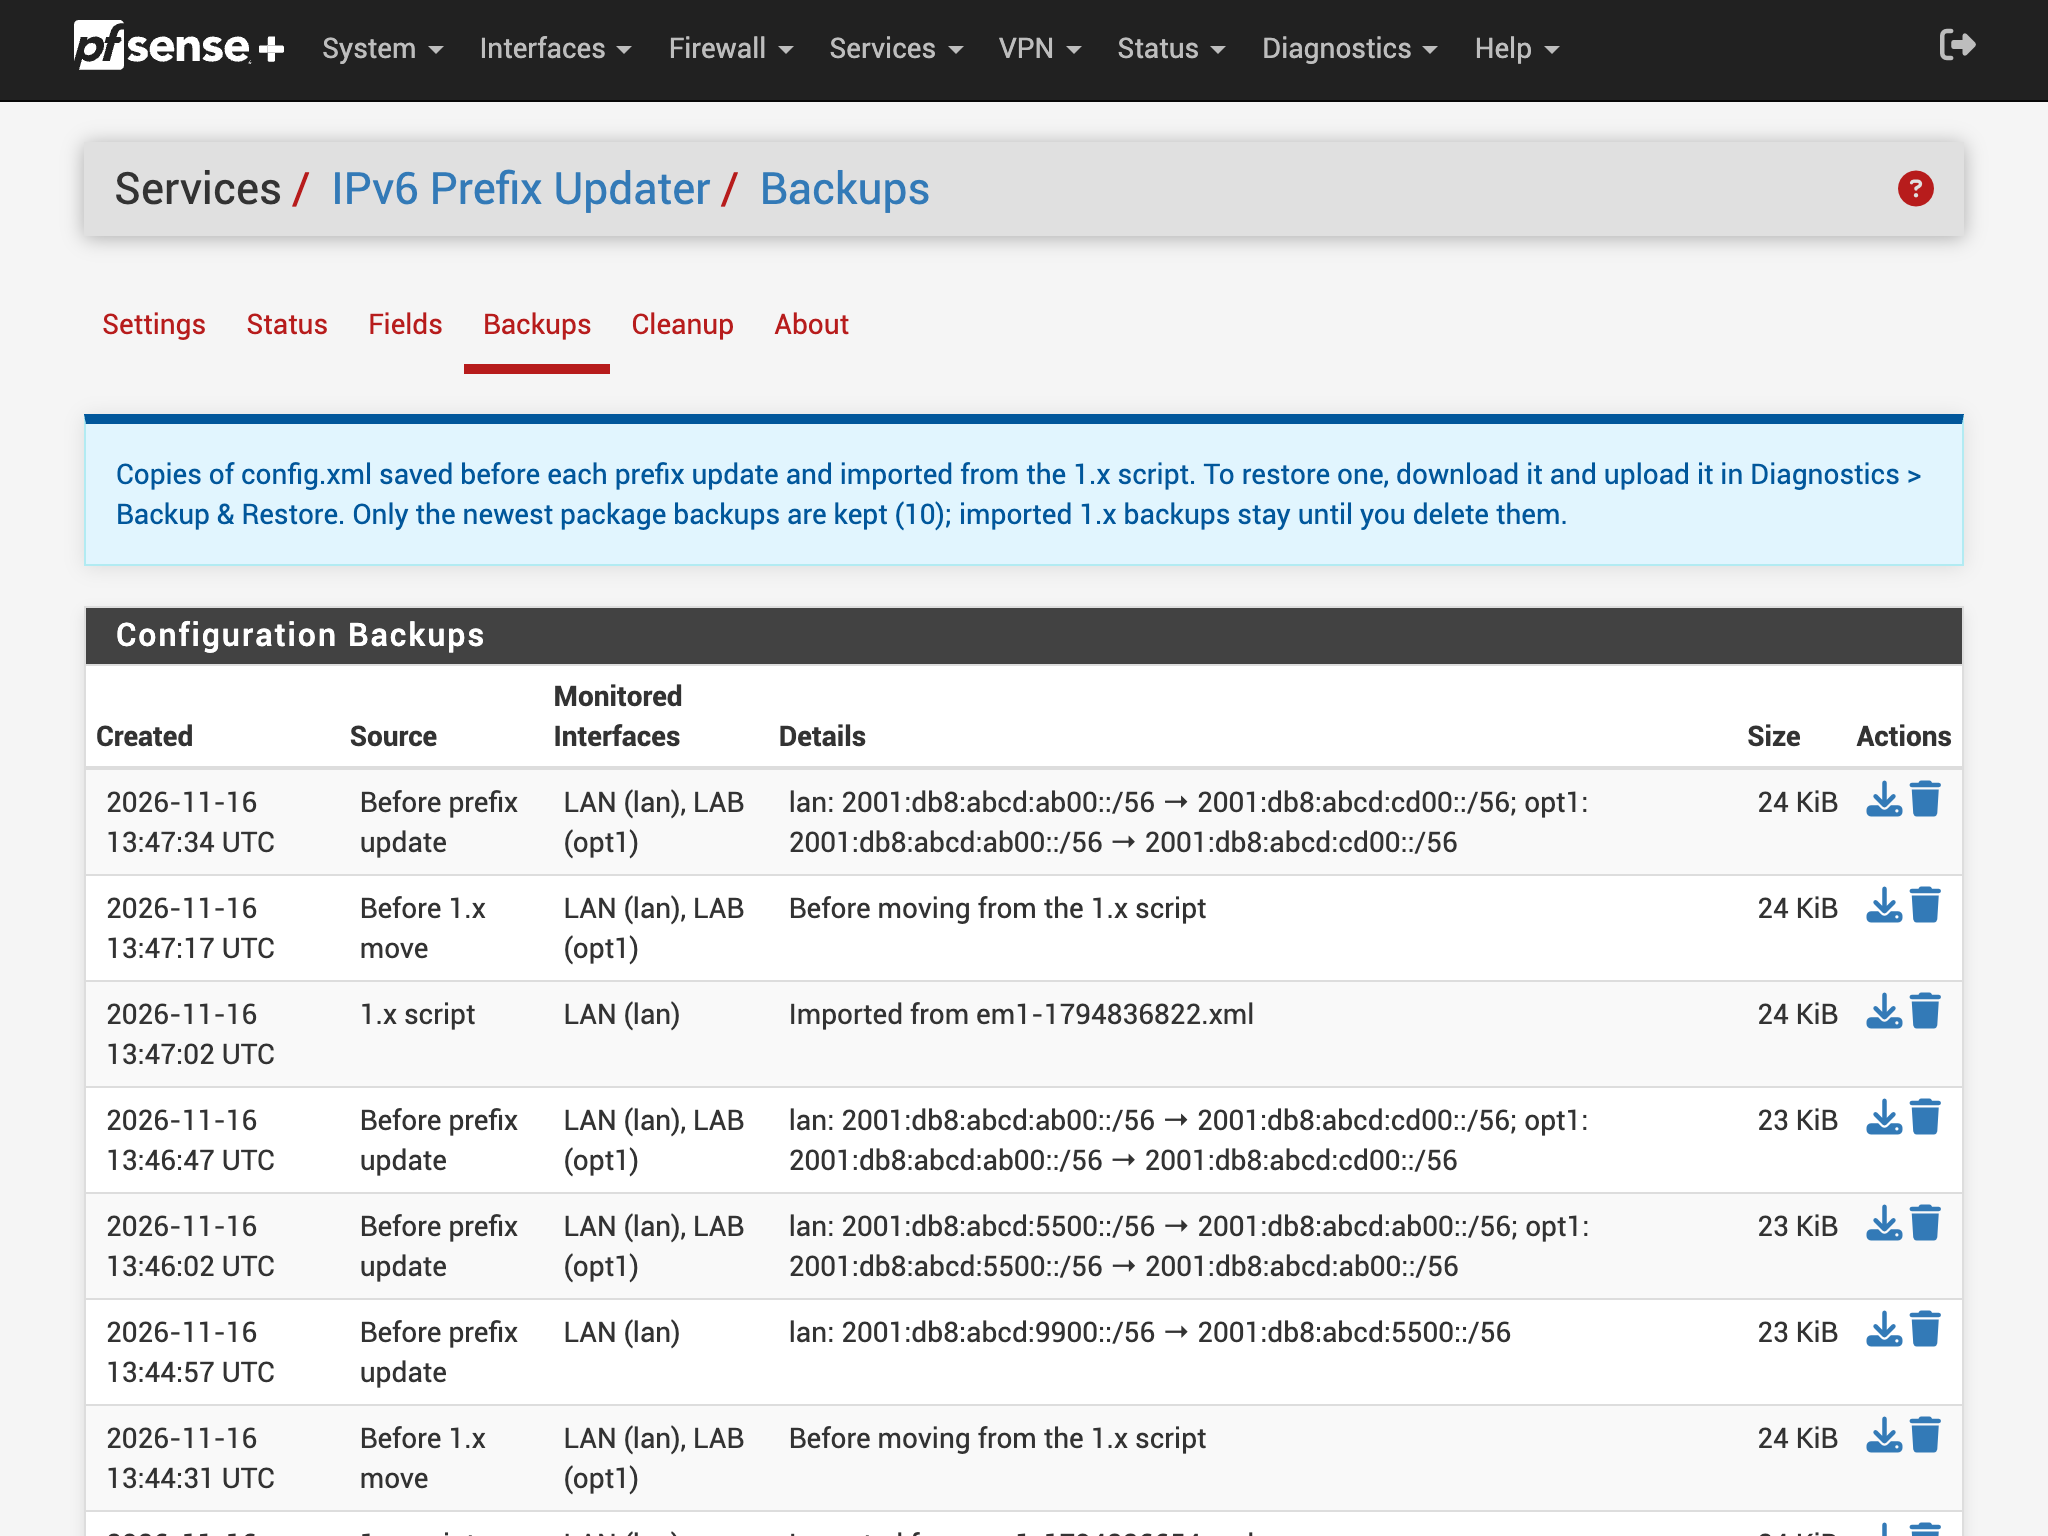 pfsense+ System Interfaces Firewall Services VPN Status Diagnostics Help
Services / IPv6 Prefix Updater / Backups
?
Settings Status Fields Backups Cleanup About
Copies of config.xml saved before each prefix update and imported from the 1.x script. To restore one, download it and upload it in Diagnostics >
Backup & Restore. Only the newest package backups are kept (10); imported 1.x backups stay until you delete them.
Configuration Backups
Monitored
Created Source Interfaces Details Size Actions
2026-11-16 Before prefix LAN (lan), LAB lan: 2001:db8:abcd:ab00::/56 → 2001:db8:abcd:cd00::/56; opt1: 24 KiB
13:47:34 UTC update (opt1) 2001:db8:abcd:ab00::/56 → 2001:db8:abcd:cd00::/56
2026-11-16 Before 1.x LAN (lan), LAB Before moving from the 1.x script 24 KiB
13:47:17 UTC move (opt1)
2026-11-16 1.x script LAN (lan) Imported from em1-1794836822.xml 24 KiB
13:47:02 UTC
2026-11-16 Before prefix LAN (lan), LAB lan: 2001:db8:abcd:ab00::/56 → 2001:db8:abcd:cd00::/56; opt1: 23 KiB
13:46:47 UTC update (opt1) 2001:db8:abcd:ab00::/56 → 2001:db8:abcd:cd00::/56
2026-11-16 Before prefix LAN (lan), LAB lan: 2001:db8:abcd:5500::/56 → 2001:db8:abcd:ab00::/56; opt1: 23 KiB
13:46:02 UTC update (opt1) 2001:db8:abcd:5500::/56 → 2001:db8:abcd:ab00::/56
2026-11-16 Before prefix LAN (lan) lan: 2001:db8:abcd:9900::/56 → 2001:db8:abcd:5500::/56 23 KiB
13:44:57 UTC update
2026-11-16 Before 1.x LAN (lan), LAB Before moving from the 1.x script 24 KiB
13:44:31 UTC move (opt1)